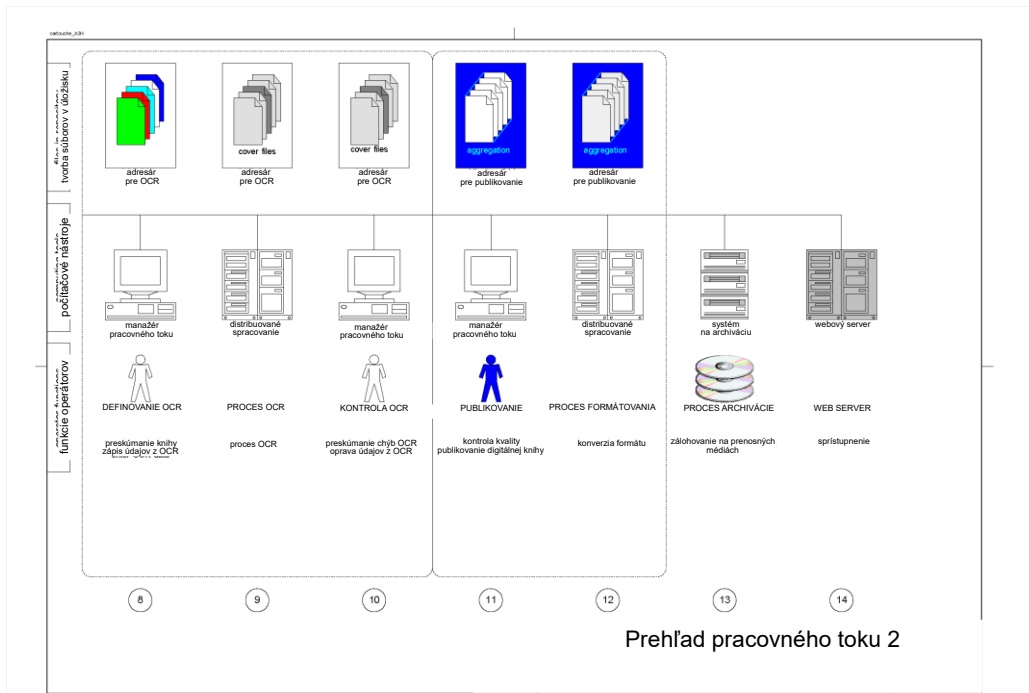 cartouche_A3H
tvorba súborov v úložisku
cover files
cover files
aggregation
aggregation
adresár
pre OCR
adresár
pre OCR
adresár
pre OCR
adresár
pre publikovanie
adresár
pre publikovanie
počítačové nástroje
manažér
pracovného toku
distribuované
spracovanie
manažér
pracovného toku
manažér
pracovného toku
distribuované
spracovanie
systém
na archiváciu
webový server
funkcie operátorov
DEFINOVANIE OCR
PROCES OCR
KONTROLA OCR
PUBLIKOVANIE
PROCES FORMÁTOVANIA
PROCES ARCHIVÁCIE
WEB SERVER
preskúmanie knihy
zápis údajov z OCR
proces OCR
preskúmanie chýb OCR
oprava údajov z OCR
kontrola kvality
publikovanie digitálnej knihy
konverzia formátu
zálohovanie na prenosných
médiách
sprístupnenie
8
9
10
11
12
13
14
Prehľad pracovného toku 2